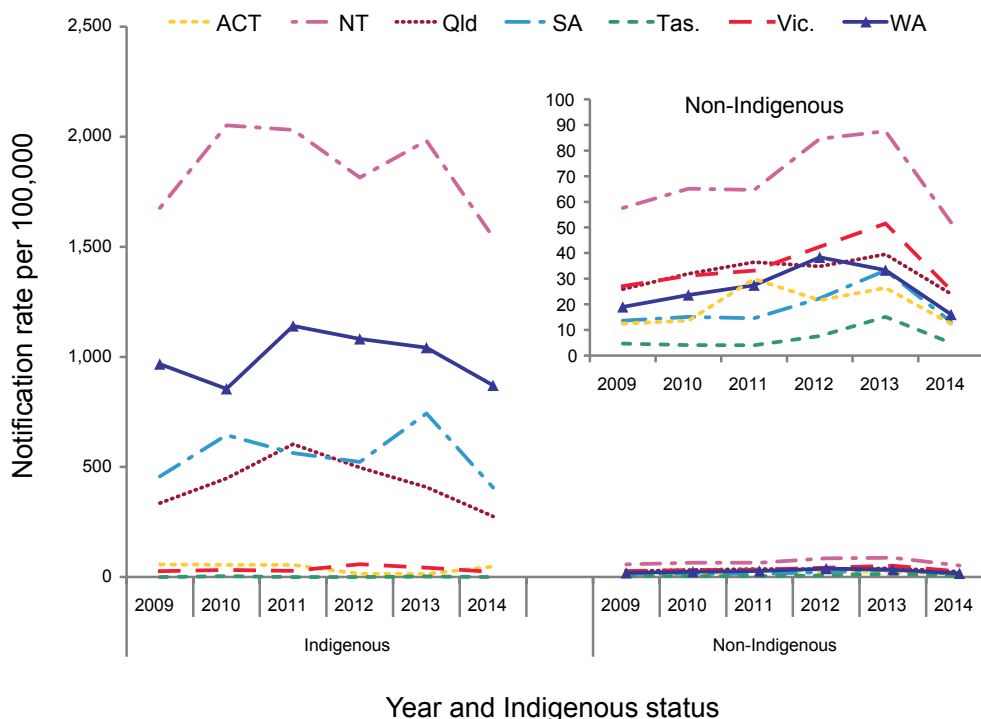 ACT NT Qld SA Tas. Vic. WA
Notification rate per 100,000
2,500
2,000
1,500
1,000
500
0
Non-Indigenous
100
90
80
70
60
50
40
30
20
10
0
2009 2010 2011 2012 2013 2014
2009 2010 2011 2012 2013 2014 2009 2010 2011 2012 2013 2014
Indigenous Non-Indigenous
Year and Indigenous status